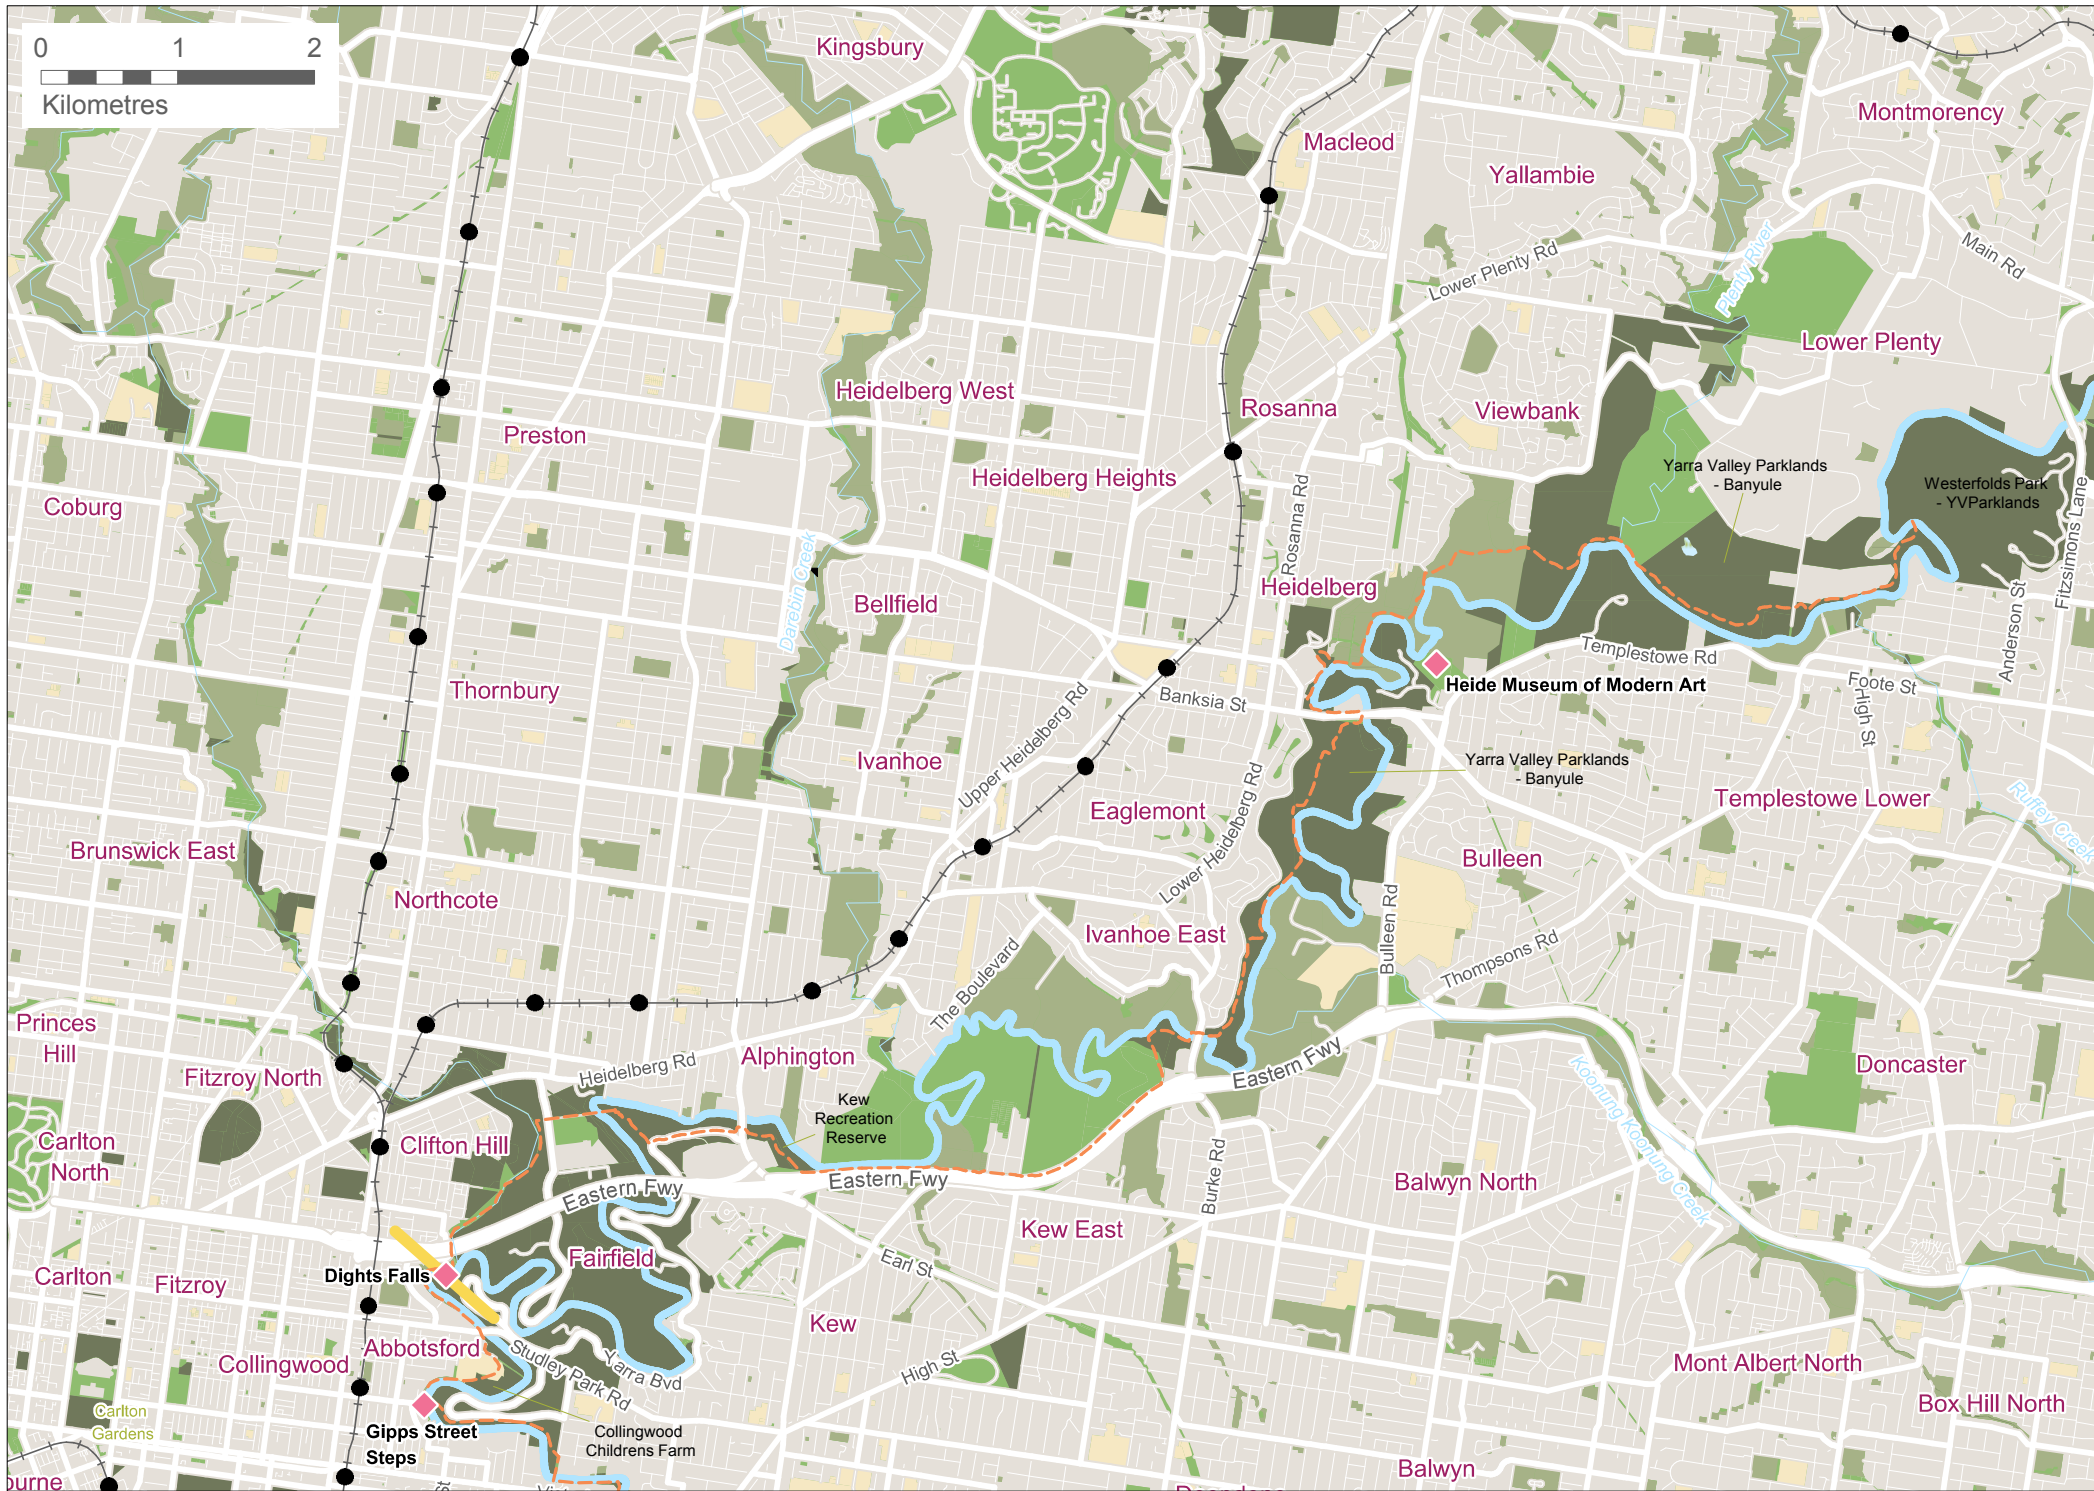 0 1 2
Kilometres
Kingsbury
Macleod
Montmorency
Yallambie
Plenty River
Main Rd
Lower Plenty Rd
Lower Plenty
Heidelberg West
Rosanna
Viewbank
Preston
Heidelberg Heights
Yarra Valley Parklands
- Banyule
Westerfolds Park
- YVParklands
Coburg
Rosanna Rd
Fitzsimons Lane
Darebin Creek
Heidelberg
Bellfield
Anderson St
Templestowe Rd
Thornbury
Banksia St
Heide Museum of Modern Art
Foote St
High St
Upper Heidelberg Rd
Ivanhoe
Yarra Valley Parklands
- Banyule
Eaglemont
Lower Heidelberg Rd
Templestowe Lower
Ruffey Creek
Brunswick East
Bulleen
Northcote
Bulleen Rd
Ivanhoe East
Thompsons Rd
The Boulevard
Princes
Hill
Fitzroy North
Heidelberg Rd
Alphington
Eastern Fwy
Koonung Koonung Creek
Doncaster
Kew
Recreation
Reserve
Carlton
North
Clifton Hill
Eastern Fwy
Eastern Fwy
Burke Rd
Balwyn North
Kew East
Fairfield
Earl St
Carlton
Fitzroy
Dights Falls
Kew
Abbotsford
Collingwood
Studley Park Rd
Yarra Bvd
High St
Mont Albert North
Box Hill North
Carlton
Gardens
Gipps Street
Steps
Collingwood
Childrens Farm
Balwyn
ourne